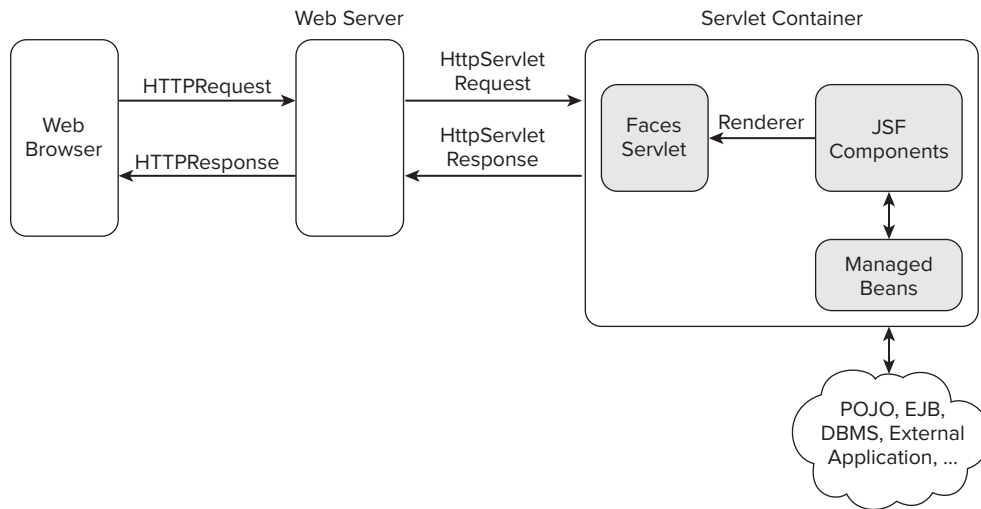 Web Server
Servlet Container
Web
Browser
HTTPRequest
HTTPResponse
HttpServlet
Request
HttpServlet
Response
Faces
Servlet
Renderer
JSF
Components
Managed
Beans
POJO, EJB,
DBMS, External
Application, ...